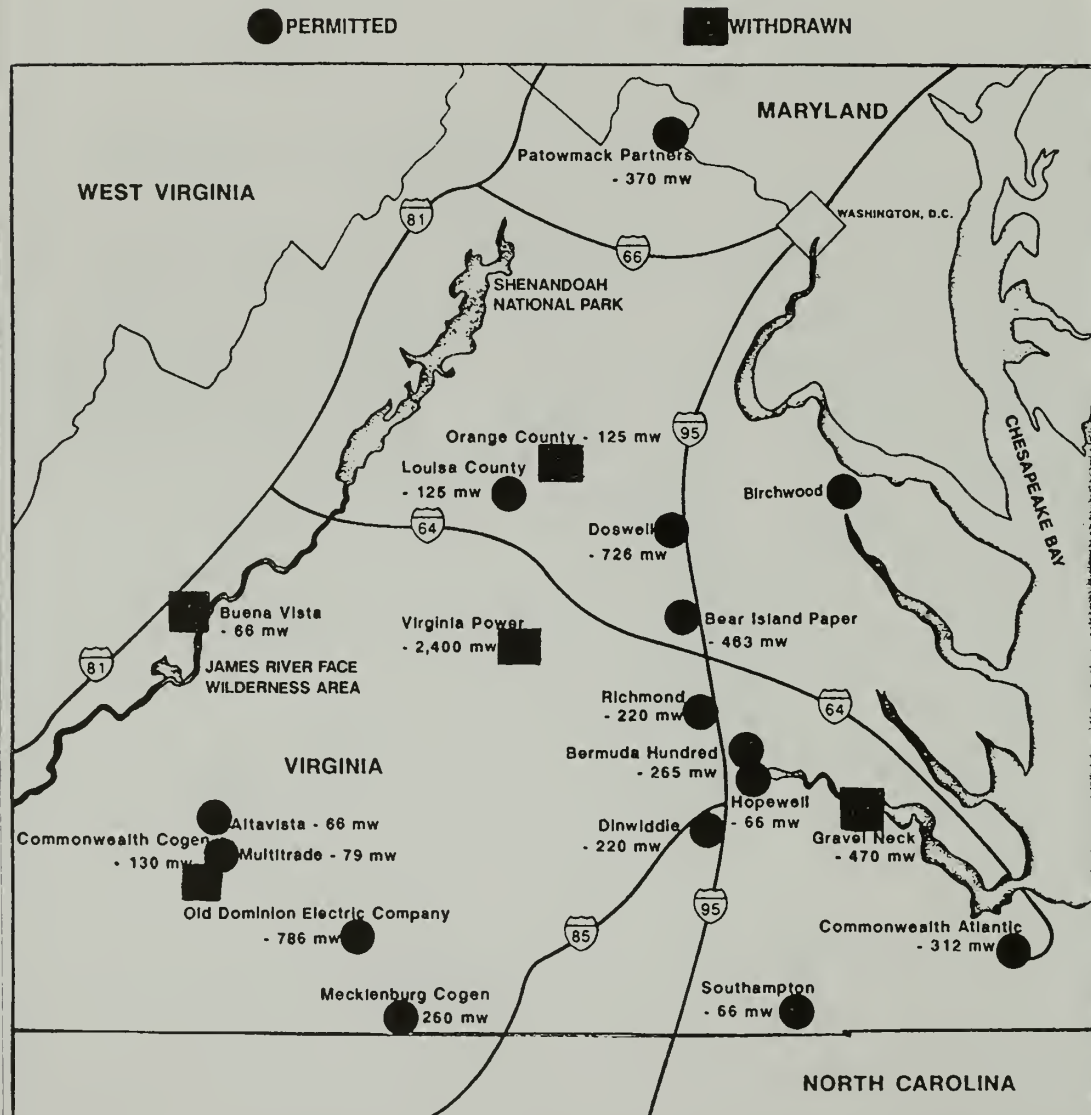 PERMITTED
WITHDRAWN
MARYLAND
Patowmack Partners
- 370 mw
WEST VIRGINIA
81
WASHINGTON, D.C.
66
SHENANDOAH
NATIONAL PARK
95
Orange County - 125 mw
Louisa County
- 125 mw
CHESAPEAKE BAY
Birchwood
64
Doswell
- 726 mw
Buena Vista
- 66 mw
Virginia Power
- 2,400 mw
Bear Island Paper
- 463 mw
81
JAMES RIVER FACE
WILDERNESS AREA
Richmond
- 220 mw
64
Bermuda Hundred
- 265 mw
VIRGINIA
Hopewell
- 66 mw
Altavista - 66 mw
Dinwiddie
- 220 mw
Gravel Neck
- 470 mw
Commonwealth Cogen
- 130 mw
Multitrade - 79 mw
Old Dominion Electric Company
- 786 mw
85
95
Commonwealth Atlantic
- 312 mw
Mecklenburg Cogen
260 mw
Southampton
- 66 mw
NORTH CAROLINA